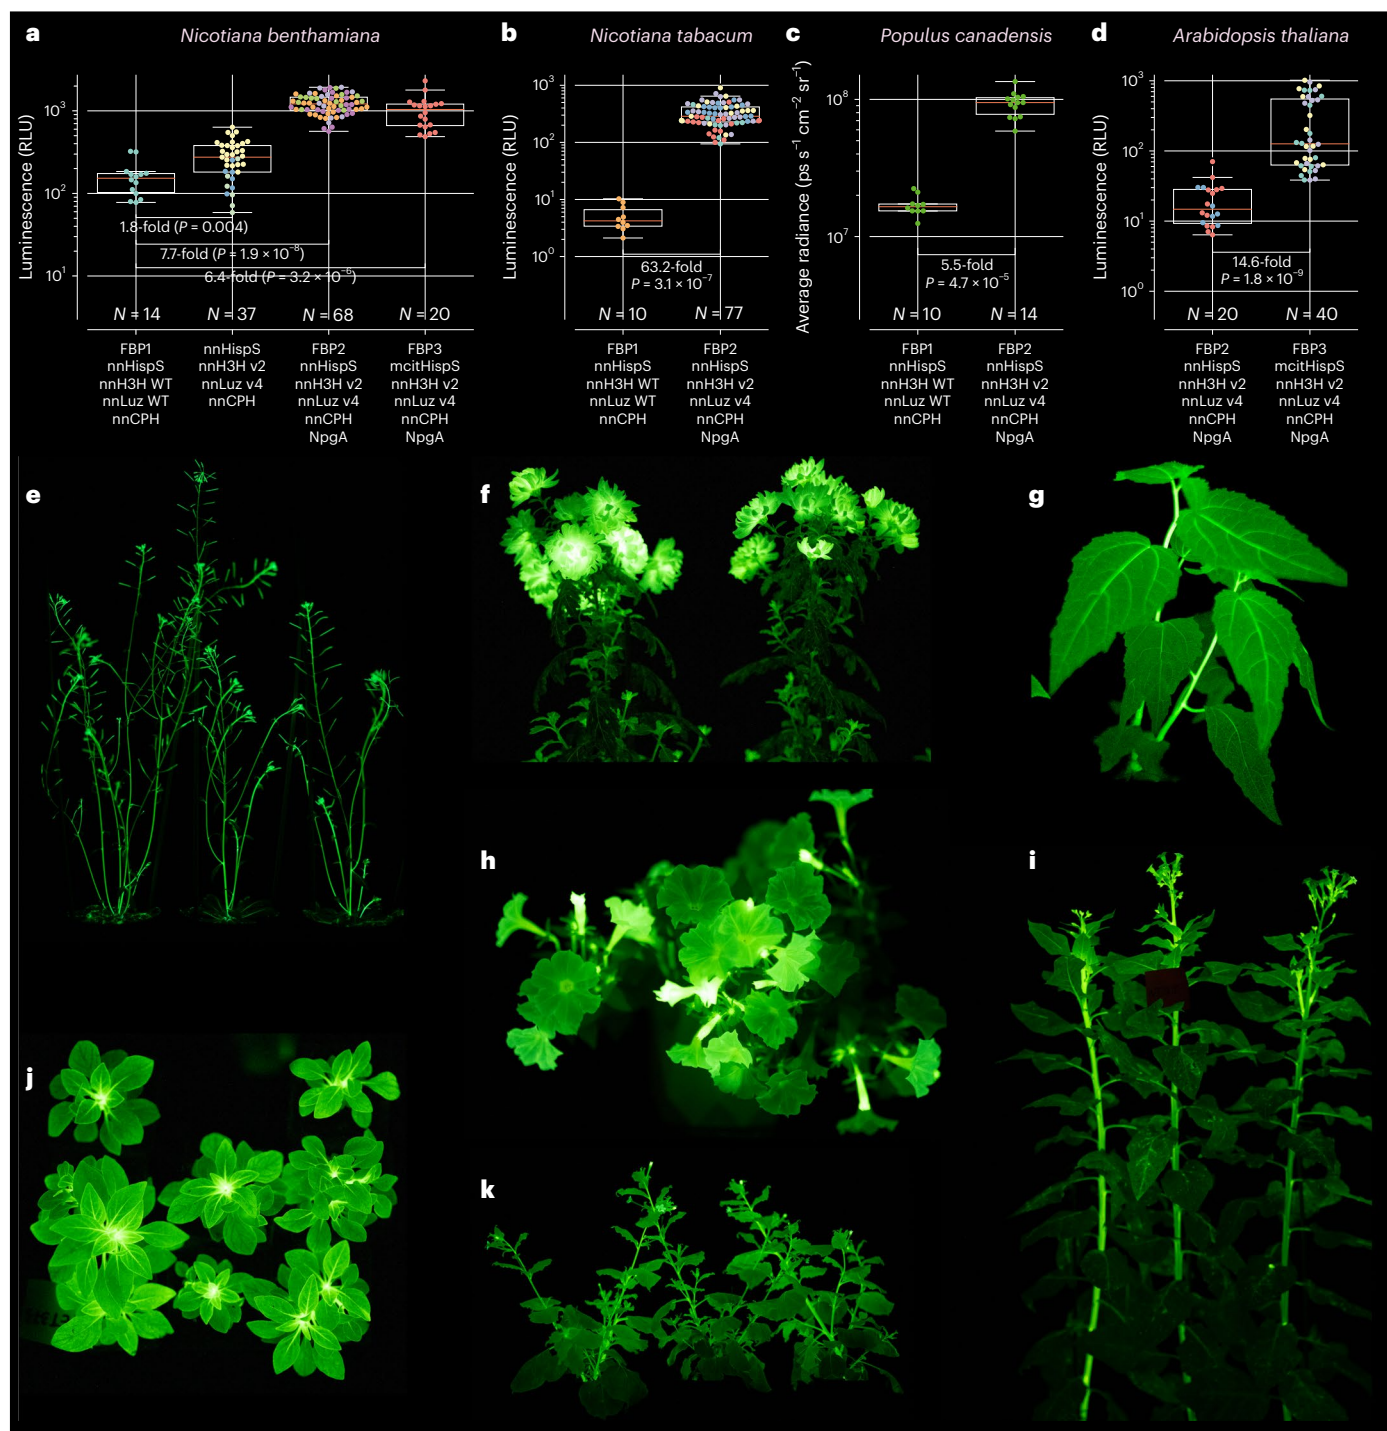 a
Nicotiana benthamiana
Luminescence (RLU)
10³
10²
10¹
1.8-fold (P = 0.004)
7.7-fold (P = 1.9 × 10⁻⁸)
6.4-fold (P = 3.2 × 10⁻⁶)
N = 14
N = 37
N = 68
N = 20
FBP1
nnHispS
nnH3H WT
nnLuz WT
nnCPH
nnHispS
nnH3H v2
nnLuz v4
nnCPH
FBP2
nnHispS
nnH3H v2
nnLuz v4
nnCPH
NpgA
FBP3
mcitHispS
nnH3H v2
nnLuz v4
nnCPH
NpgA
b
Nicotiana tabacum
Luminescence (RLU)
10³
10²
10¹
10⁰
63.2-fold
P = 3.1 × 10⁻⁷
N = 10
N = 77
FBP1
nnHispS
nnH3H WT
nnLuz WT
nnCPH
FBP2
nnHispS
nnH3H v2
nnLuz v4
nnCPH
NpgA
c
Populus canadensis
Average radiance (ps s⁻¹ cm⁻² sr⁻¹)
10⁸
10⁷
5.5-fold
P = 4.7 × 10⁻⁵
N = 10
N = 14
FBP1
nnHispS
nnH3H WT
nnLuz WT
nnCPH
FBP2
nnHispS
nnH3H v2
nnLuz v4
nnCPH
NpgA
d
Arabidopsis thaliana
Luminescence (RLU)
10³
10²
10¹
10⁰
14.6-fold
P = 1.8 × 10⁻⁹
N = 20
N = 40
FBP2
nnHispS
nnH3H v2
nnLuz v4
nnCPH
NpgA
FBP3
mcitHispS
nnH3H v2
nnLuz v4
nnCPH
NpgA
e
f
g
h
i
j
k